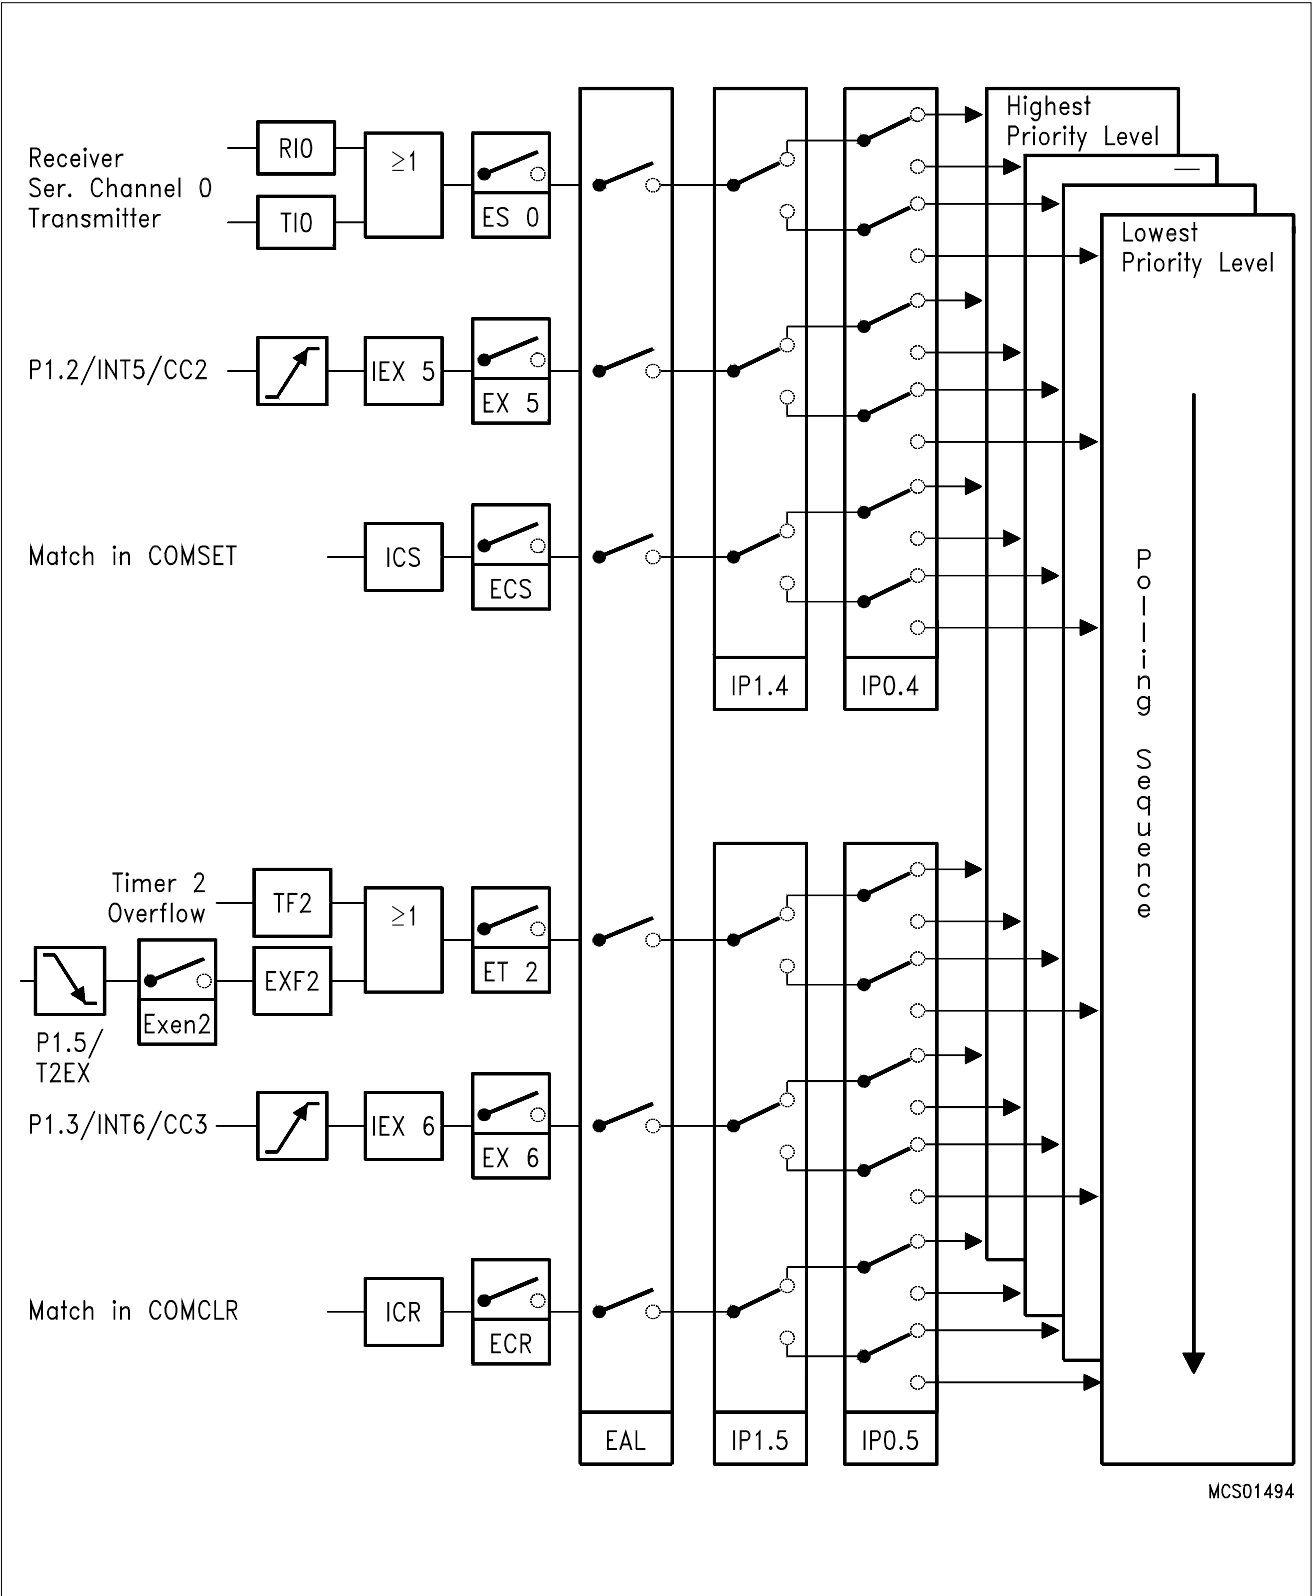 Highest
Priority Level
Receiver
Ser. Channel 0
Transmitter
RI0
TI0
≥1
ES 0
Lowest
Priority Level
P1.2/INT5/CC2
IEX 5
EX 5
Match in COMSET
ICS
ECS
IP1.4
IP0.4
Polling Sequence
Timer 2
Overflow
TF2
≥1
ET 2
EXF2
Exen2
P1.5/
T2EX
P1.3/INT6/CC3
IEX 6
EX 6
Match in COMCLR
ICR
ECR
EAL
IP1.5
IP0.5
MCS01494